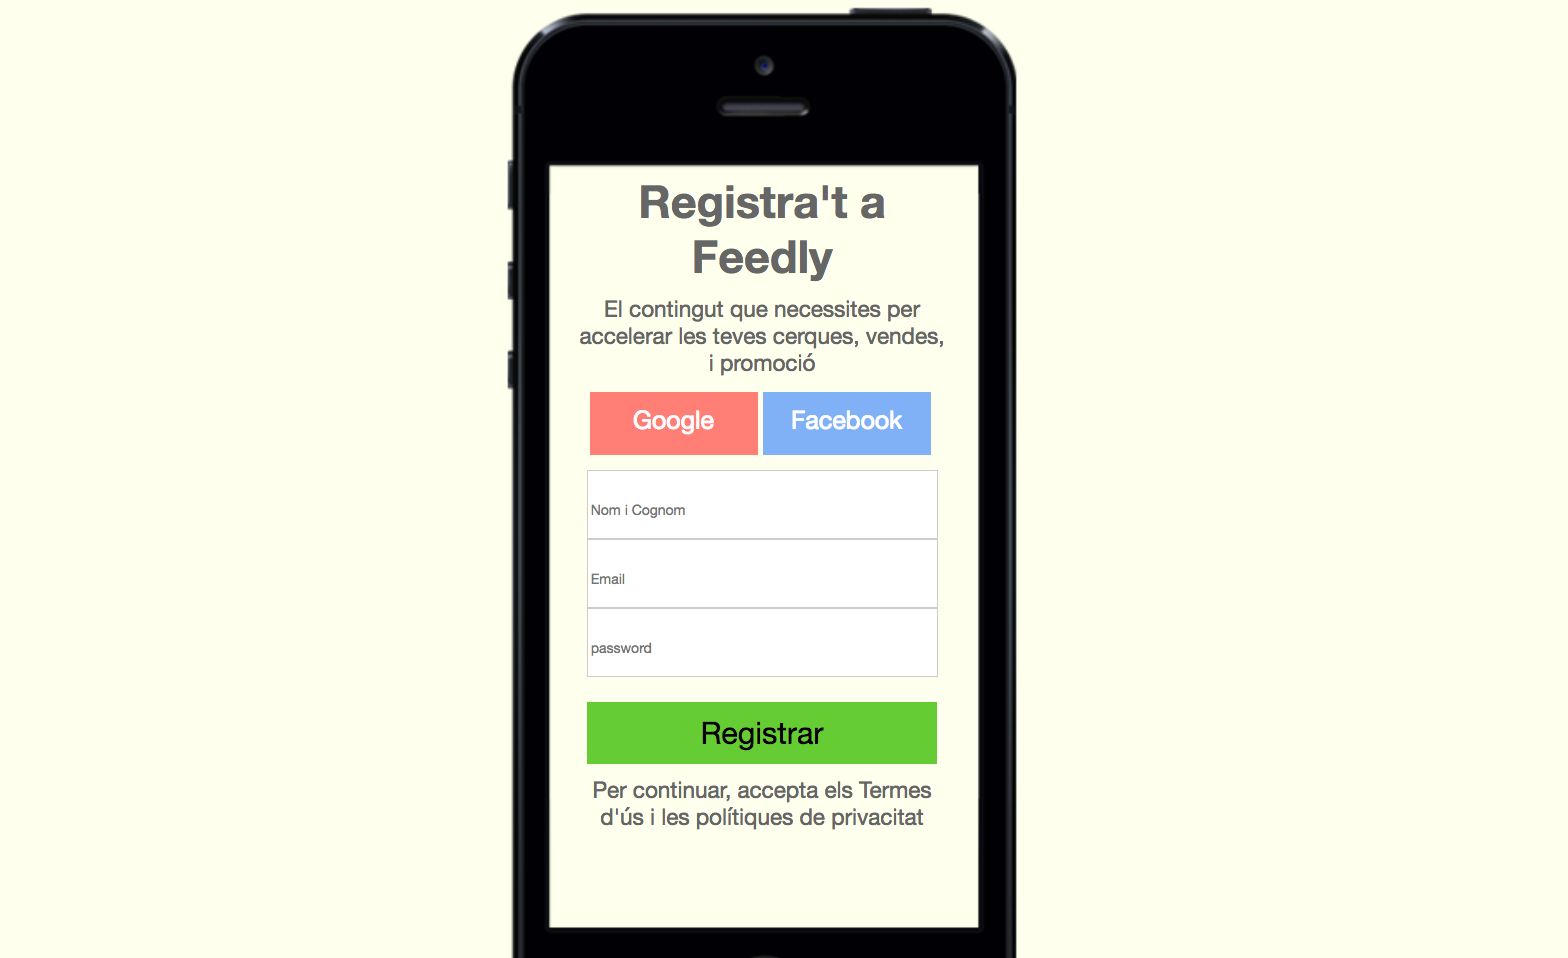 Registra't a
Feedly
El contingut que necessites per
accelerar les teves cerques, vendes,
i promoció
Google
Facebook
Nom i Cognom
Email
password
Registrar
Per continuar, accepta els Termes
d'ús i les polítiques de privacitat